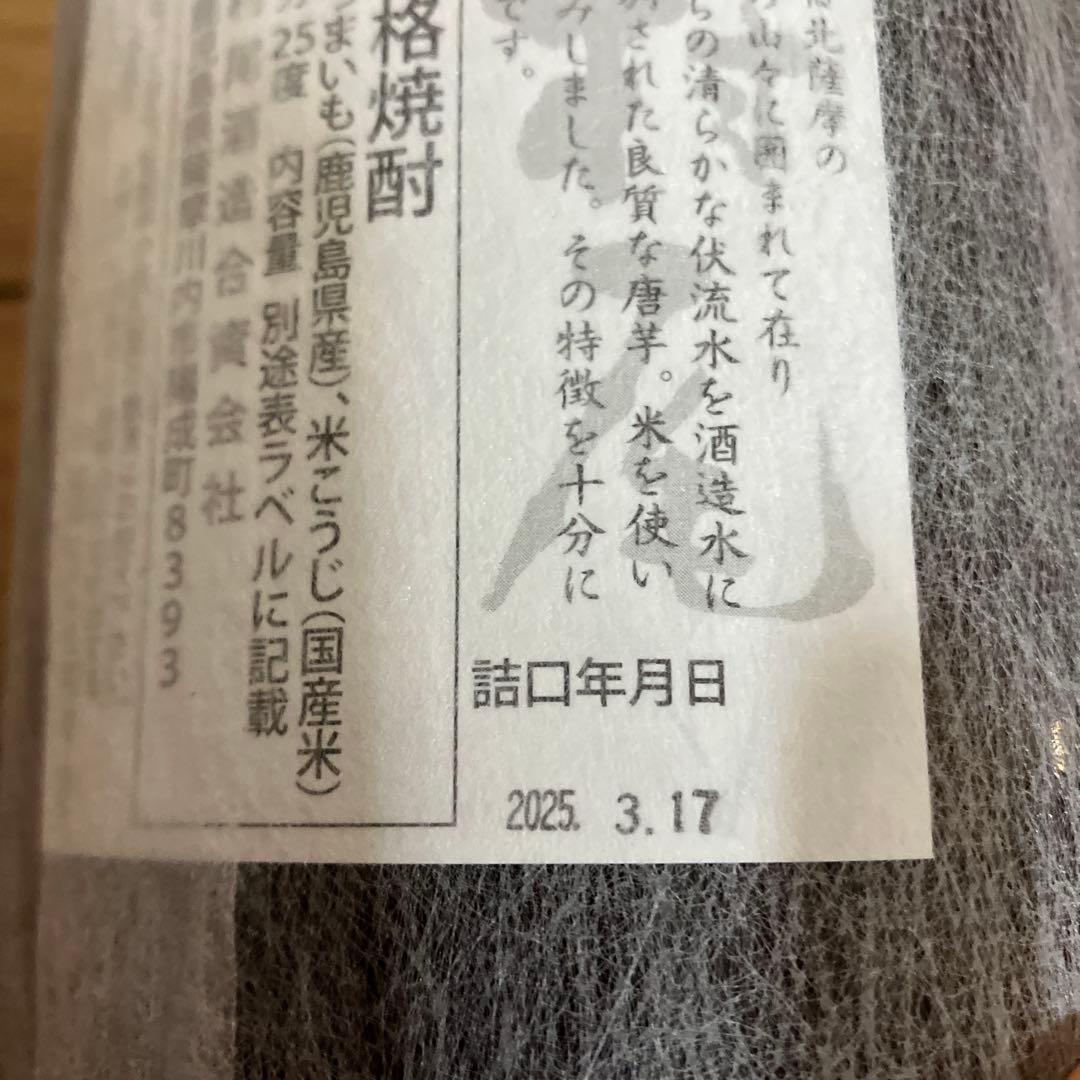 北薩摩の
山々に囲まれて在り
らの清らかな伏流水を酒造水に
された良質な唐芋。米を使い
みしました。その特徴を十分に
です。
詰口年月日
2025. 3.17
格焼酎
つまいも(鹿児島県産)、米こうじ(国産米)
25度 内容量 別途表ラベルに記載
酒造合資会社
川内市陽成町8393